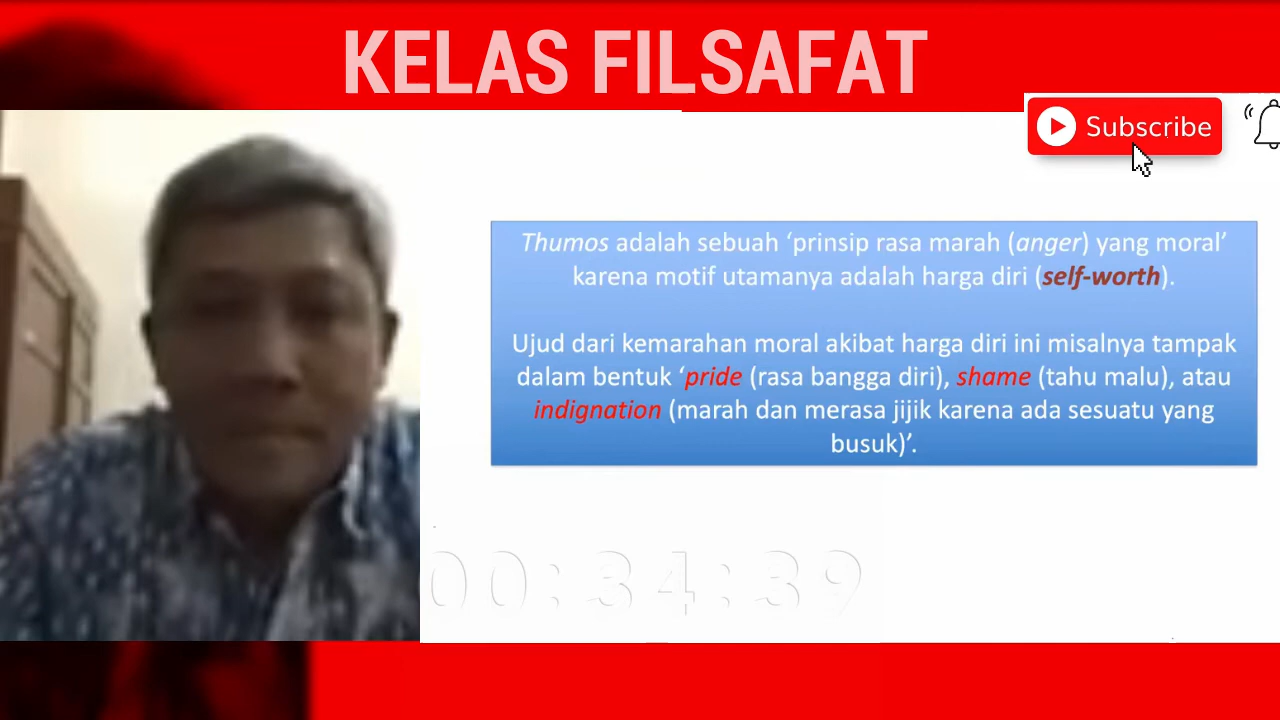 KELAS FILSAFAT
Subscribe
Thumos adalah sebuah ‘prinsip rasa marah (anger) yang moral’
karena motif utamanya adalah harga diri (self-worth).
Ujud dari kemarahan moral akibat harga diri ini misalnya tampak
dalam bentuk ‘pride (rasa bangga diri), shame (tahu malu), atau
indignation (marah dan merasa jijik karena ada sesuatu yang
busuk)’.
00:34:39